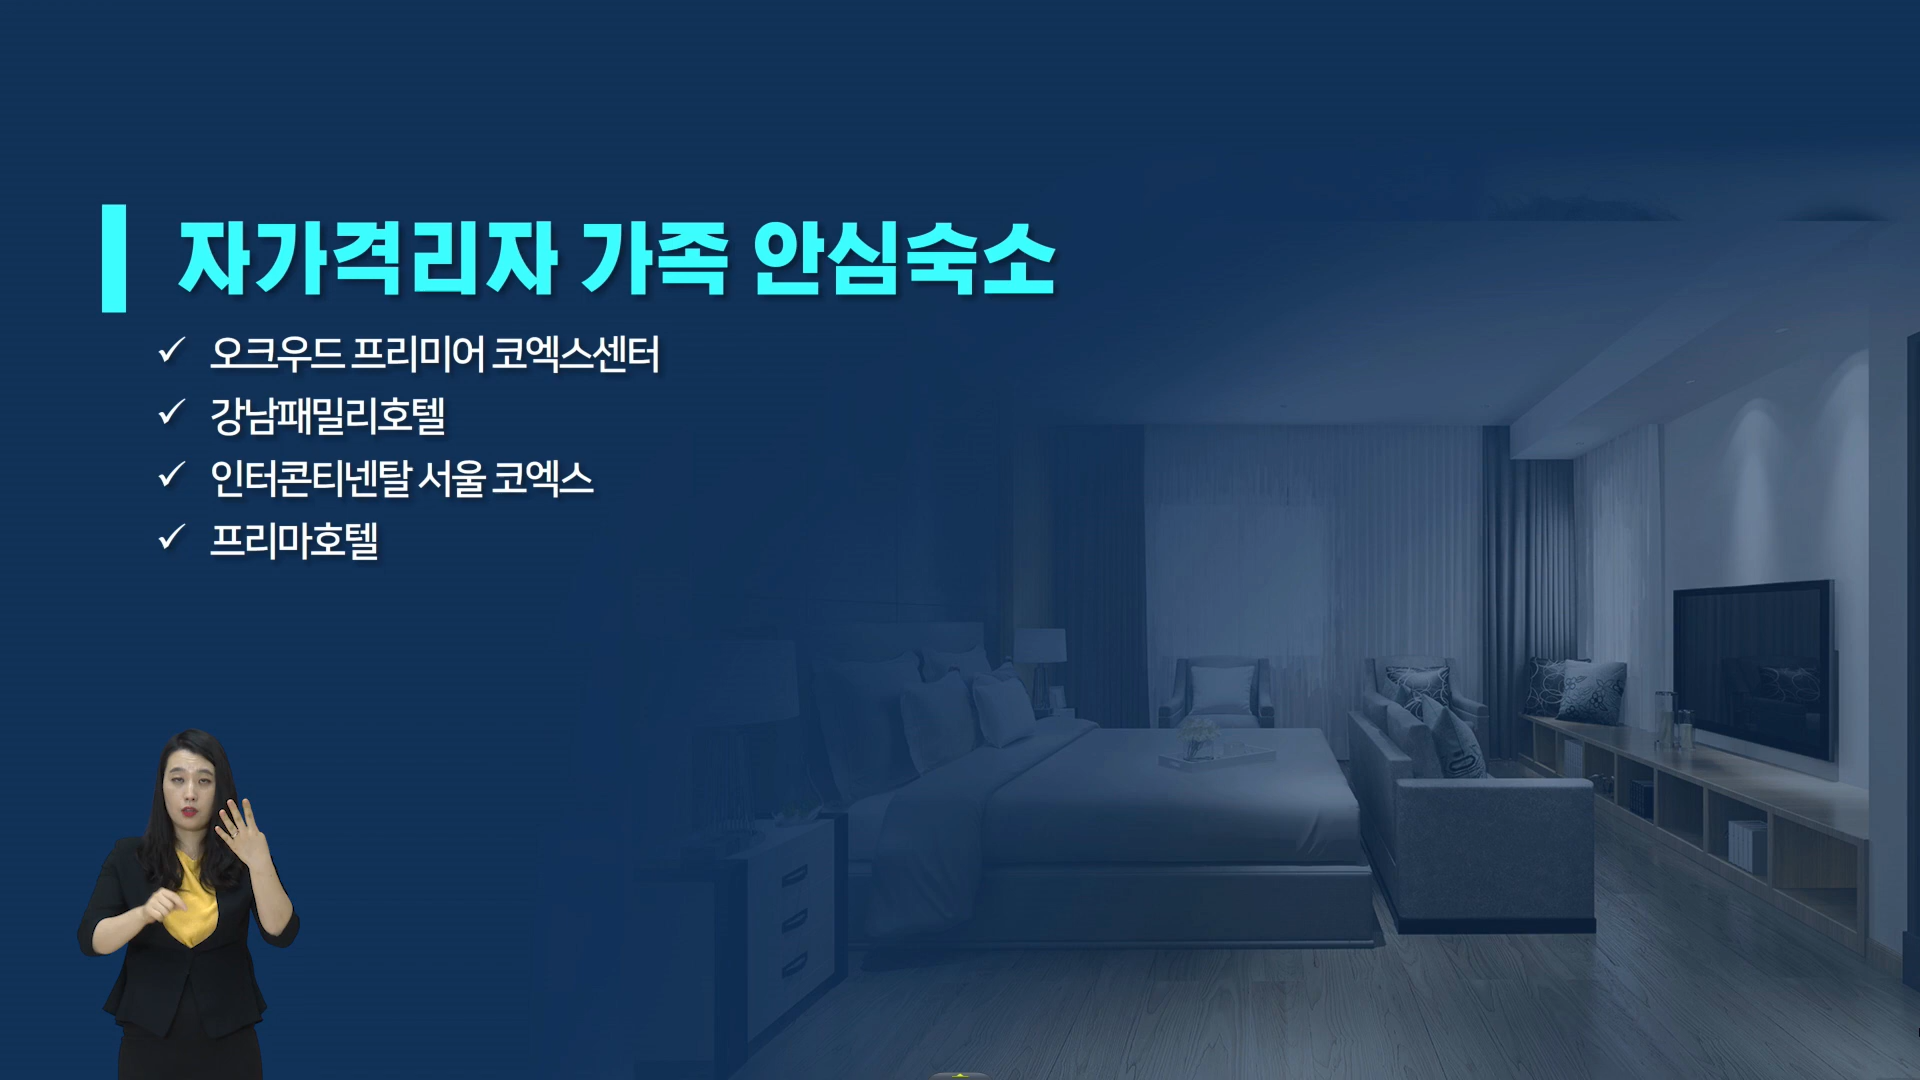 자가격리자 가족 안심숙소
✓ 오크우드 프리미어 코엑스센터
✓ 강남패밀리호텔
✓ 인터콘티넨탈 서울 코엑스
✓ 프리마호텔